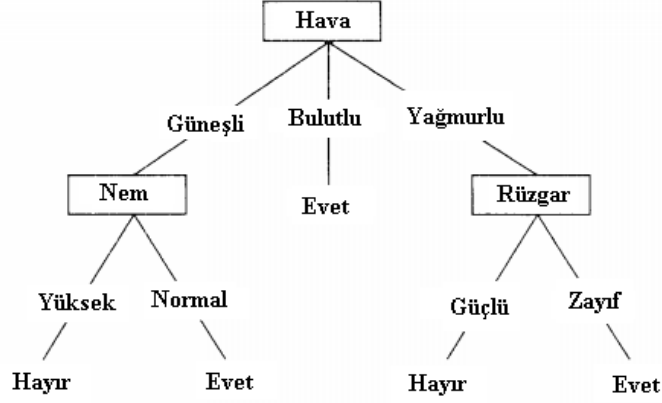 Hava
Güneşli Bulutlu Yağmurlu
Nem Evet Rüzgar
Yüksek Normal Güçlü Zayıf
Hayır Evet Hayır Evet